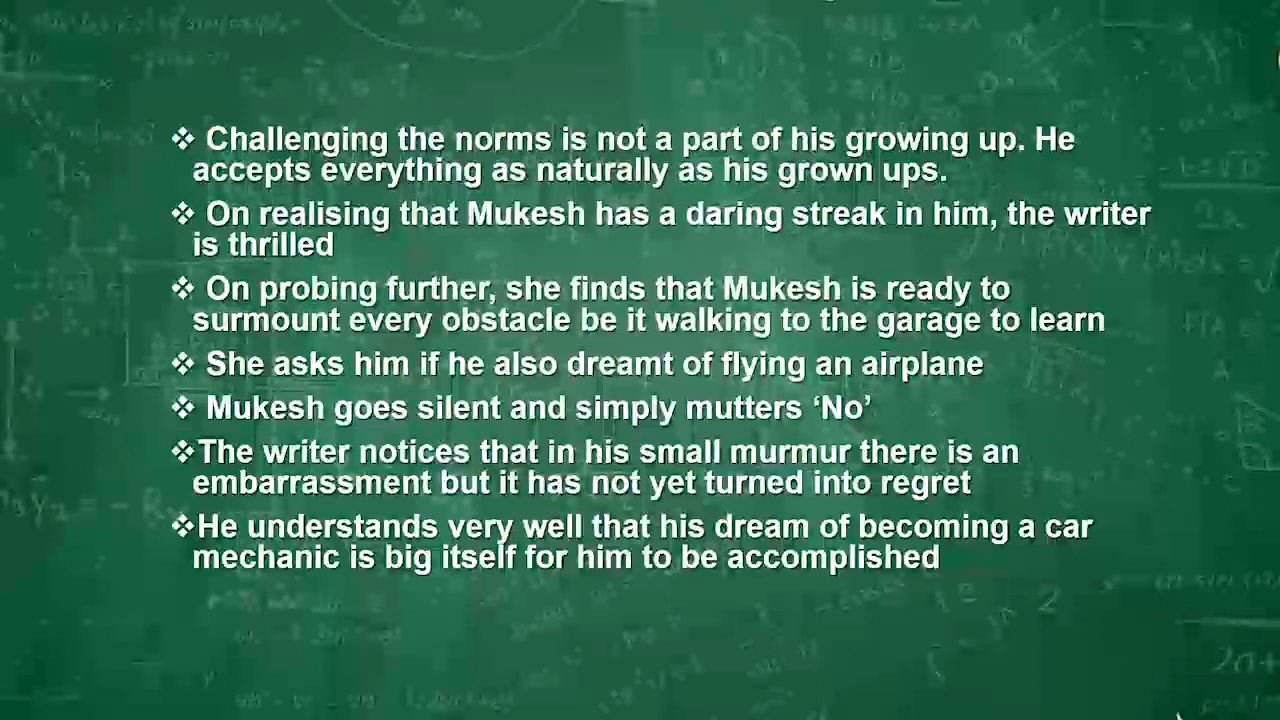 ❖ Challenging the norms is not a part of his growing up. He
accepts everything as naturally as his grown ups.
❖ On realising that Mukesh has a daring streak in him, the writer
is thrilled
❖ On probing further, she finds that Mukesh is ready to
surmount every obstacle be it walking to the garage to learn
❖ She asks him if he also dreamt of flying an airplane
❖ Mukesh goes silent and simply mutters ‘No’
❖The writer notices that in his small murmur there is an
embarrassment but it has not yet turned into regret
❖He understands very well that his dream of becoming a car
mechanic is big itself for him to be accomplished